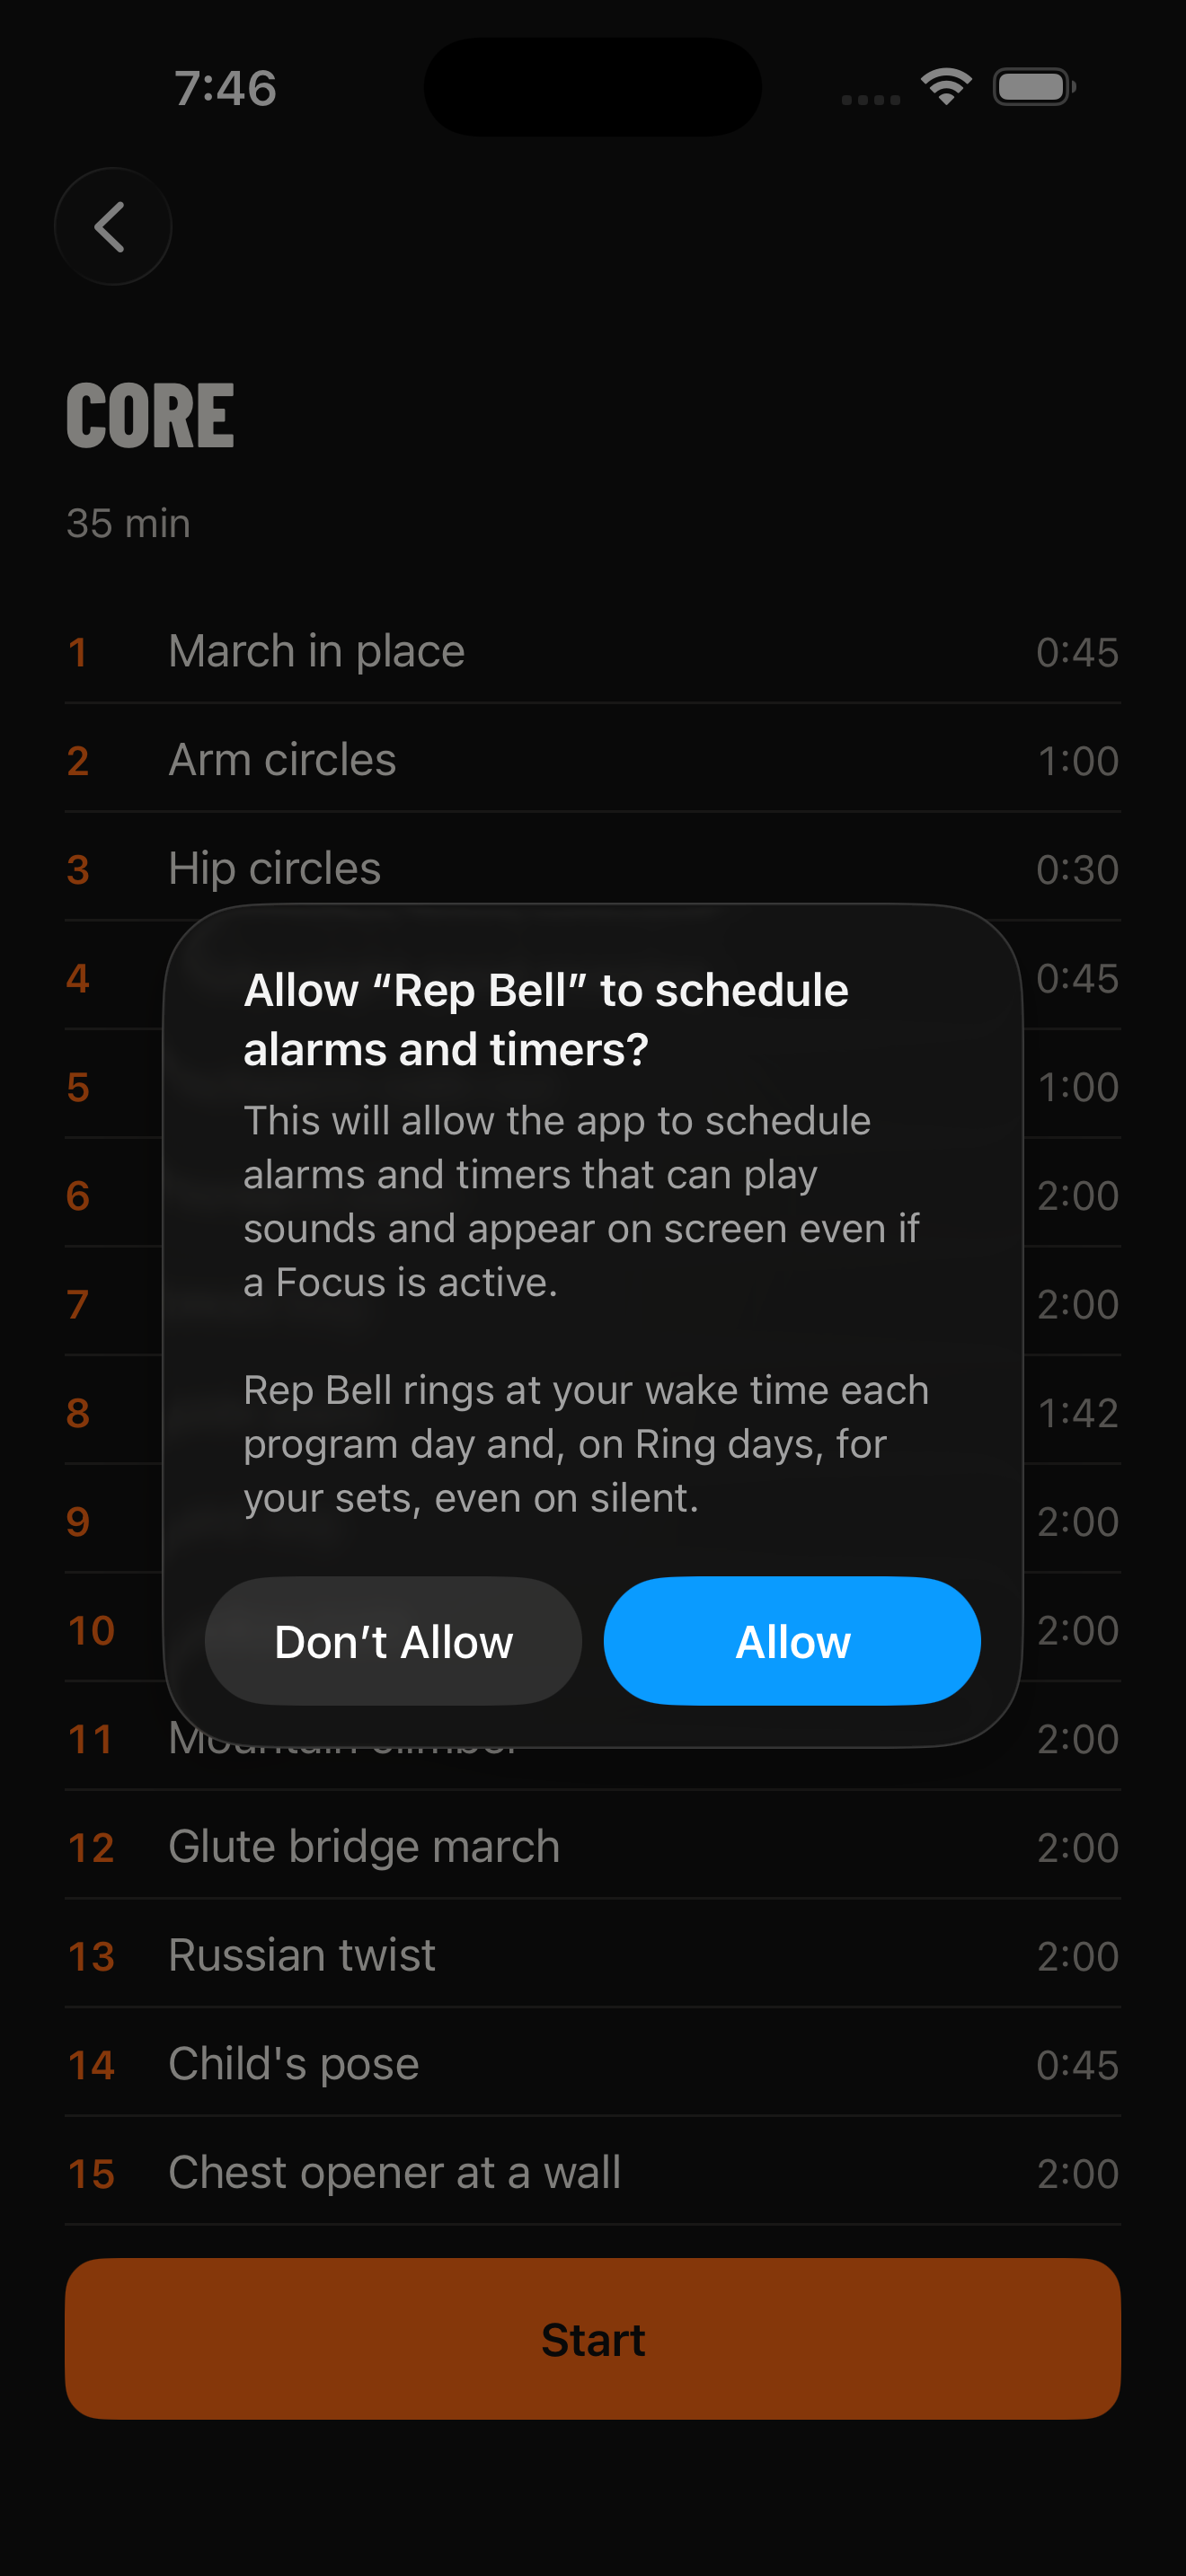 7:46
CORE
35 min
1 March in place 0:45
2 Arm circles 1:00
3 Hip circles 0:30
4 0:45
Allow “Rep Bell” to schedule
alarms and timers?
5 1:00
This will allow the app to schedule
alarms and timers that can play
6 2:00
sounds and appear on screen even if
a Focus is active.
7 2:00
Rep Bell rings at your wake time each
8 1:42
program day and, on Ring days, for
your sets, even on silent.
9 2:00
10 2:00
Don’t Allow Allow
11 Mountain climber 2:00
12 Glute bridge march 2:00
13 Russian twist 2:00
14 Child's pose 0:45
15 Chest opener at a wall 2:00
Start